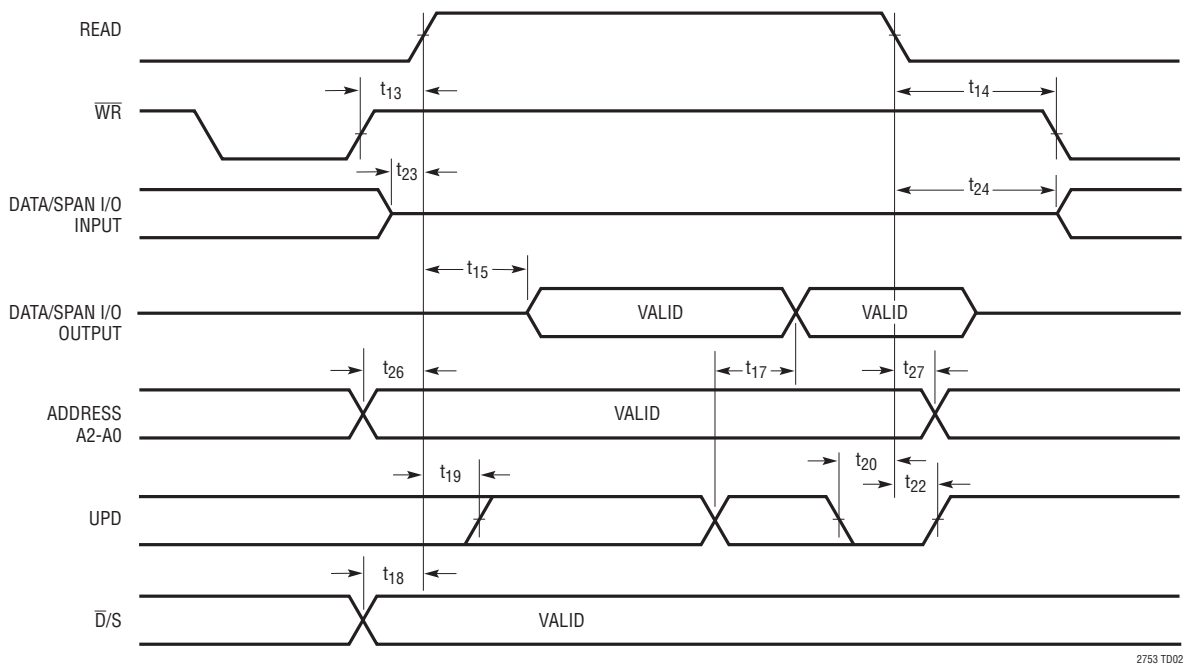 READ
t13
t14
WR
t23
t24
DATA/SPAN I/O
INPUT
t15
DATA/SPAN I/O
OUTPUT
VALID
VALID
t26
t17
t27
ADDRESS
A2-A0
VALID
t19
t20
t22
UPD
t18
D/S
VALID
2753 TD02